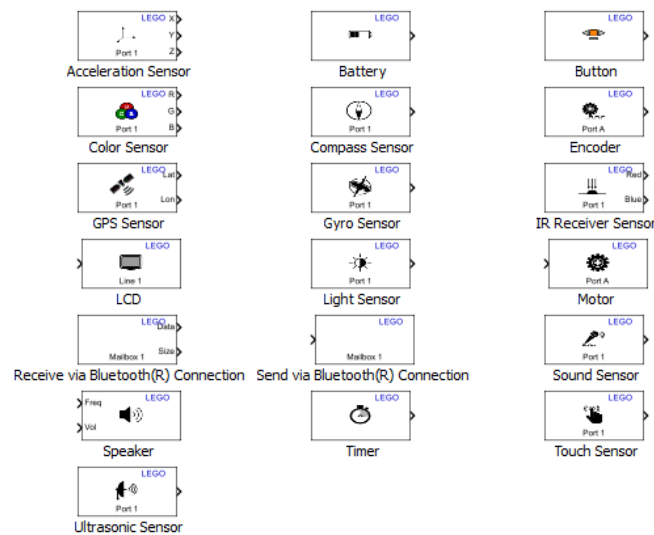 LEGO X
Y
Port 1 Z
Acceleration Sensor
LEGO
Battery
LEGO
Button
LEGO R
G
Port 1 B
Color Sensor
LEGO
Port 1
Compass Sensor
LEGO
Port A
Encoder
LEGO Lat
Port 1 Lon
GPS Sensor
LEGO
Port 1
Gyro Sensor
LEGO Red
Port 1 Blue
IR Receiver Sensor
LEGO
Line 1
LCD
LEGO
Port 1
Light Sensor
LEGO
Port A
Motor
LEGO Data
Mailbox 1 Size
Receive via Bluetooth(R) Connection
LEGO
Mailbox 1
Send via Bluetooth(R) Connection
LEGO
Port 1
Sound Sensor
Freq LEGO
Vol
Speaker
LEGO
Timer
LEGO
Port 1
Touch Sensor
LEGO
Port 1
Ultrasonic Sensor